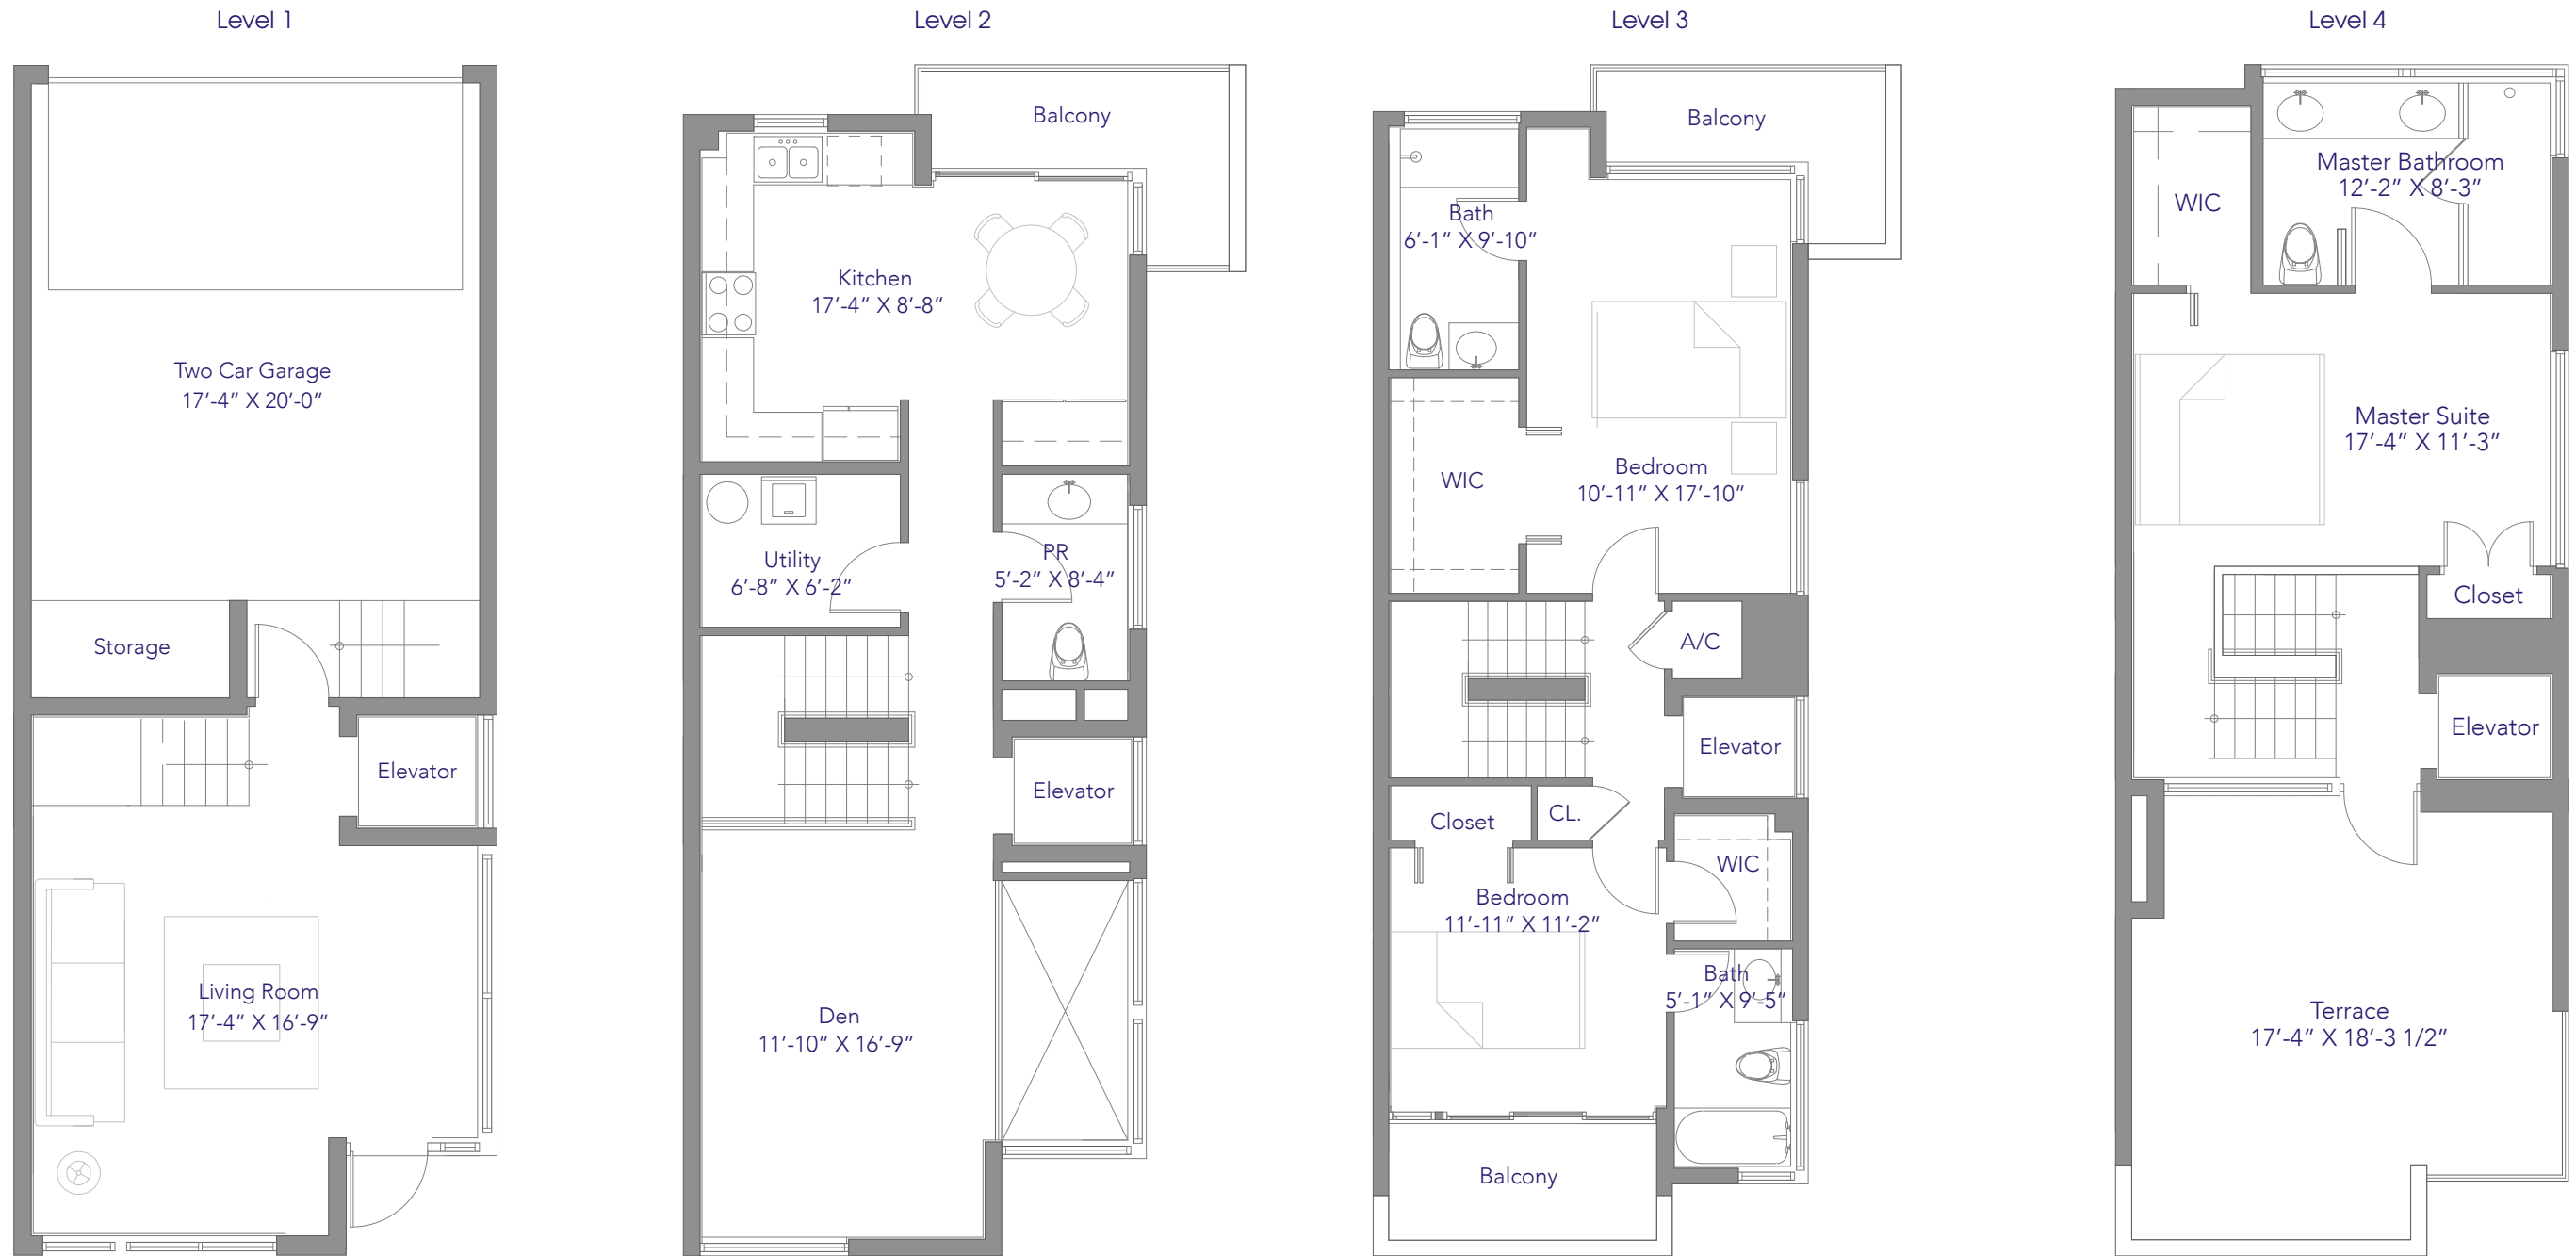 Level 1
Two Car Garage
17'-4" X 20'-0"
Storage
Elevator
Living Room
17'-4" X 16'-9"
Level 2
Balcony
Kitchen
17'-4" X 8'-8"
Utility
6'-8" X 6'-2"
PR
5'-2" X 8'-4"
Elevator
Den
11'-10" X 16'-9"
Level 3
Balcony
Bath
6'-1" X 9'-10"
WIC
Bedroom
10'-11" X 17'-10"
A/C
Elevator
Closet
CL.
WIC
Bedroom
11'-11" X 11'-2"
Bath
5'-1" X 9'-5"
Balcony
Level 4
Master Bathroom
12'-2" X 8'-3"
WIC
Master Suite
17'-4" X 11'-3"
Closet
Elevator
Terrace
17'-4" X 18'-3 1/2"